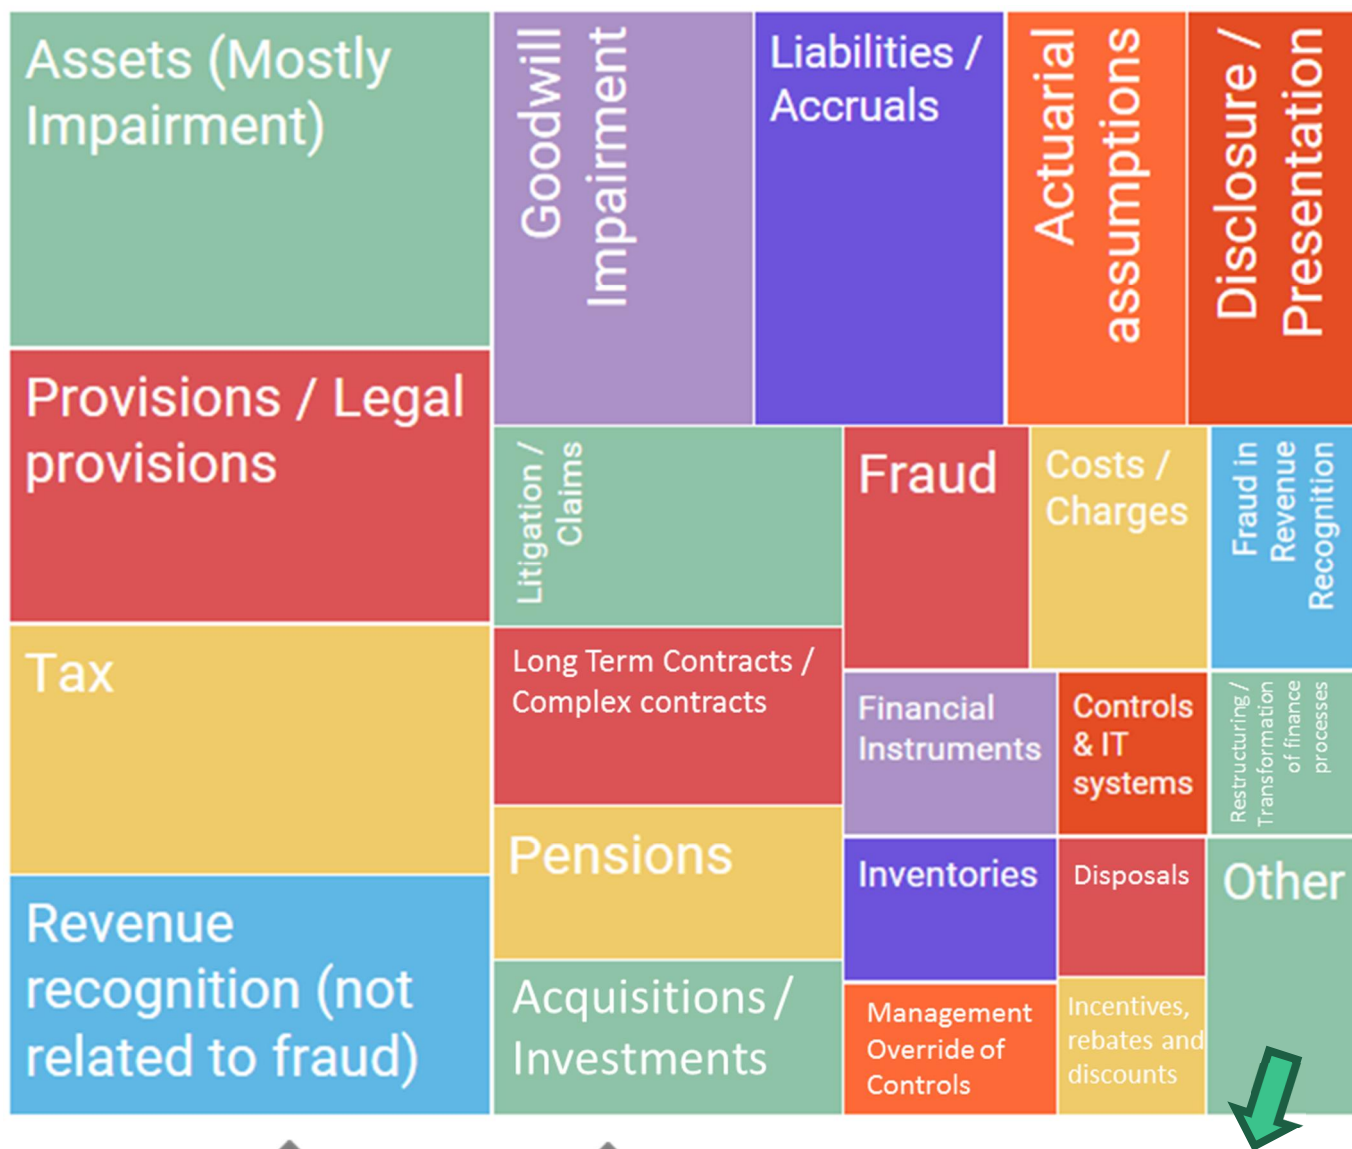 Assets (Mostly
Impairment)
Goodwill
Impairment
Liabilities /
Accruals
Actuarial
assumptions
Disclosure /
Presentation
Provisions / Legal
provisions
Litigation /
Claims
Fraud
Costs /
Charges
Fraud in
Revenue
Recognition
Tax
Long Term Contracts /
Complex contracts
Financial
Instruments
Controls
& IT
systems
Restructuring /
Transformation
of finance
processes
Pensions
Inventories
Disposals
Other
Revenue
recognition (not
related to fraud)
Acquisitions /
Investments
Management
Override of
Controls
Incentives,
rebates and
discounts